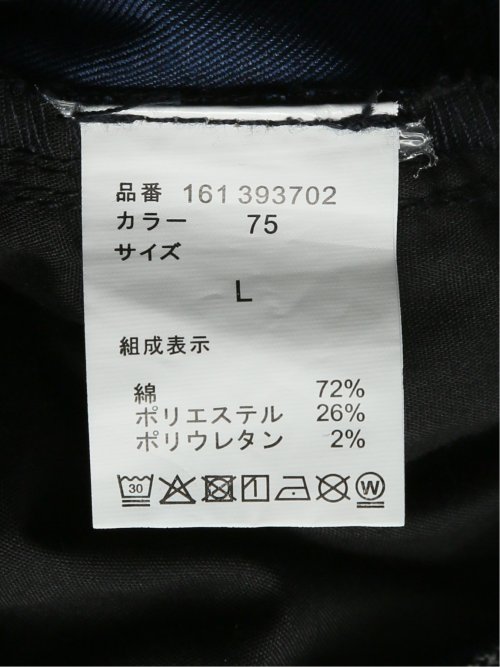 品番 161 393702
カラー 75
サイズ
L
組成表示
綿 72%
ポリエステル 26%
ポリウレタン 2%
30 W